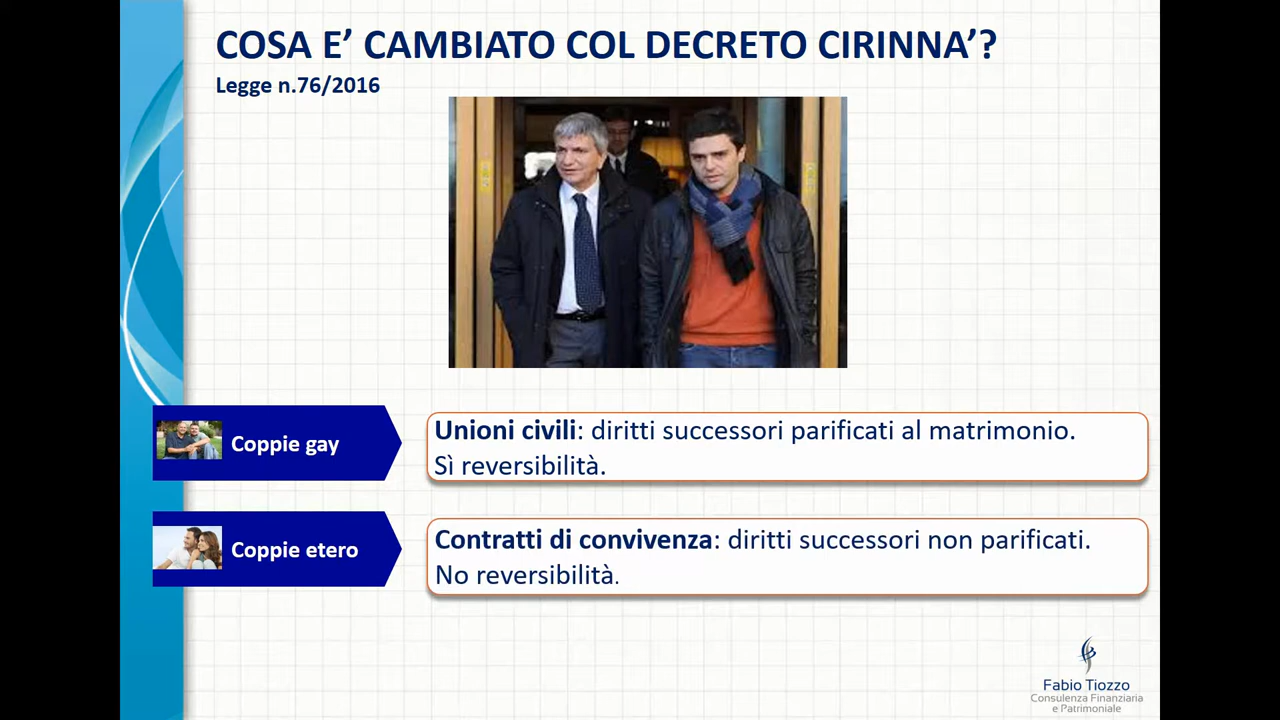 COSA E’ CAMBIATO COL DECRETO CIRINNA’?
Legge n.76/2016
Coppie gay
Unioni civili: diritti successori parificati al matrimonio.
Sì reversibilità.
Coppie etero
Contratti di convivenza: diritti successori non parificati.
No reversibilità.
Fabio Tiozzo
Consulenza Finanziaria
e Patrimoniale